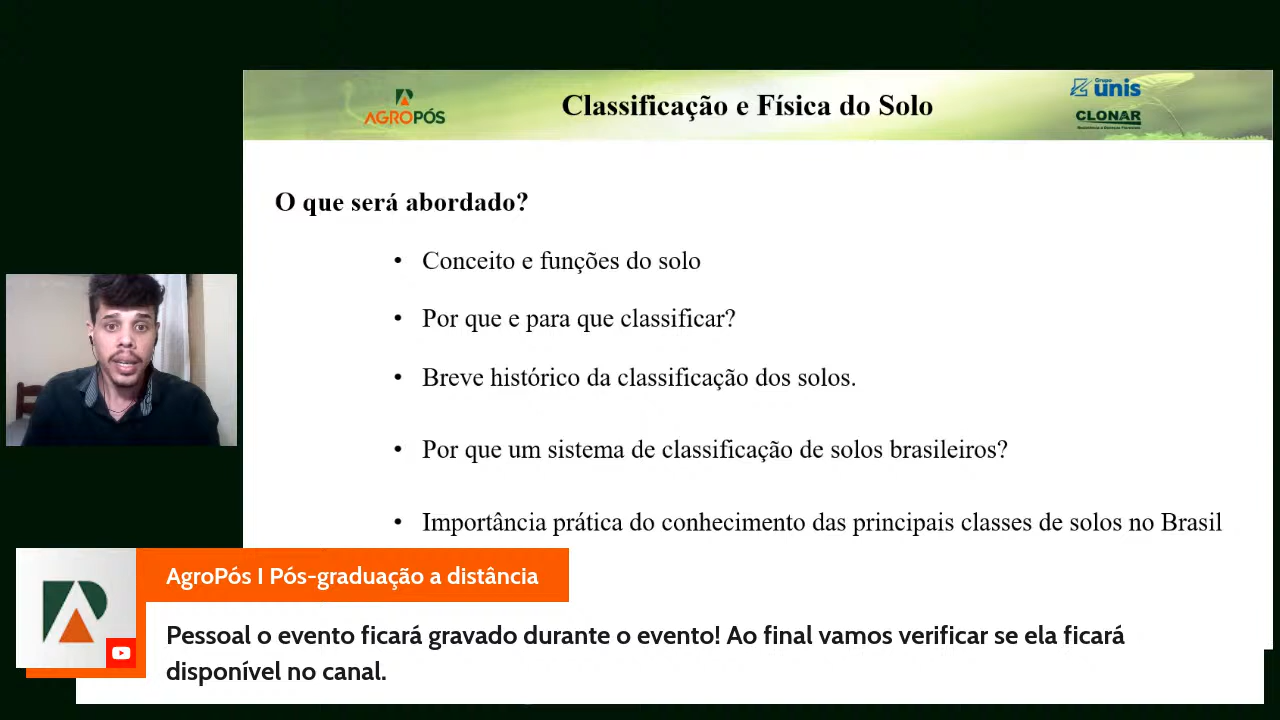 AGROPÓS
Classificação e Física do Solo
Grupo
unis
CLONAR
O que será abordado?
• Conceito e funções do solo
• Por que e para que classificar?
• Breve histórico da classificação dos solos.
• Por que um sistema de classificação de solos brasileiros?
• Importância prática do conhecimento das principais classes de solos no Brasil
AgroPós I Pós-graduação a distância
Pessoal o evento ficará gravado durante o evento! Ao final vamos verificar se ela ficará
disponível no canal.